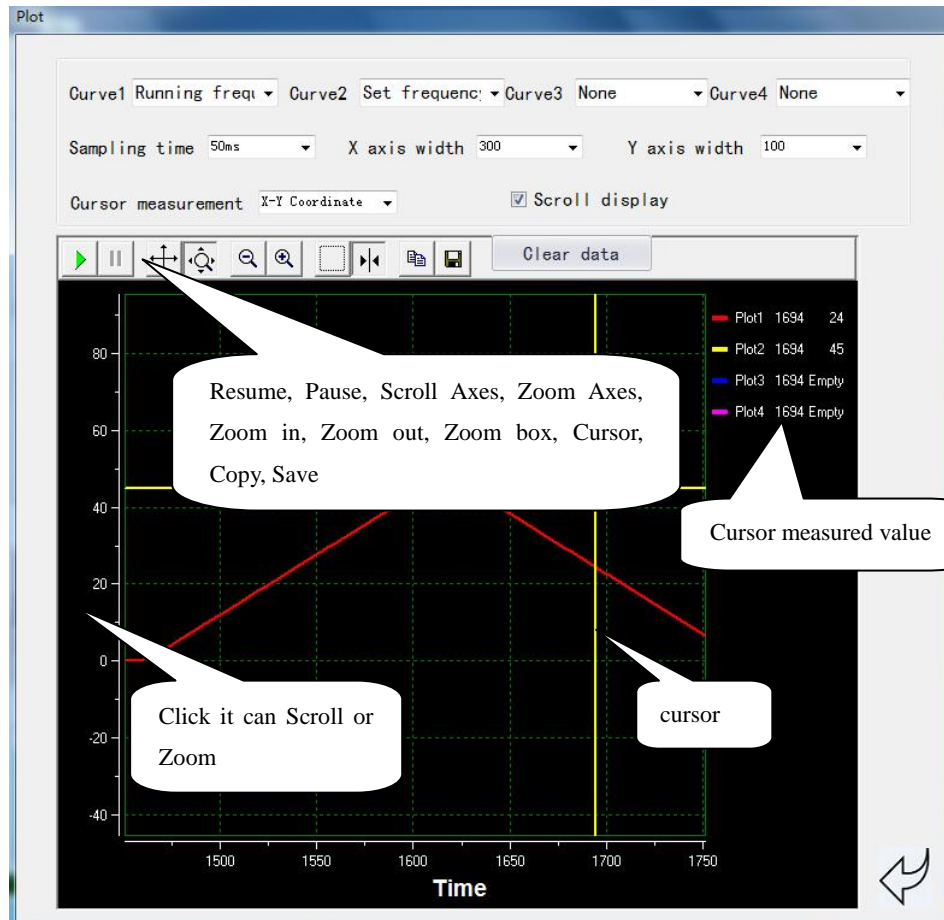 Plot
Curve1 Running frequ Curve2 Set frequenc Curve3 None Curve4 None
Sampling time 50ms X axis width 300 Y axis width 100
Cursor measurement X-Y Coordinate Scroll display
Clear data
Plot1 1694 24
Plot2 1694 45
Plot3 1694 Empty
Plot4 1694 Empty
Resume, Pause, Scroll Axes, Zoom Axes,
Zoom in, Zoom out, Zoom box, Cursor,
Copy, Save
Cursor measured value
80
60
40
20
0
-20
-40
Click it can Scroll or
Zoom
cursor
1500 1550 1600 1650 1700 1750
Time